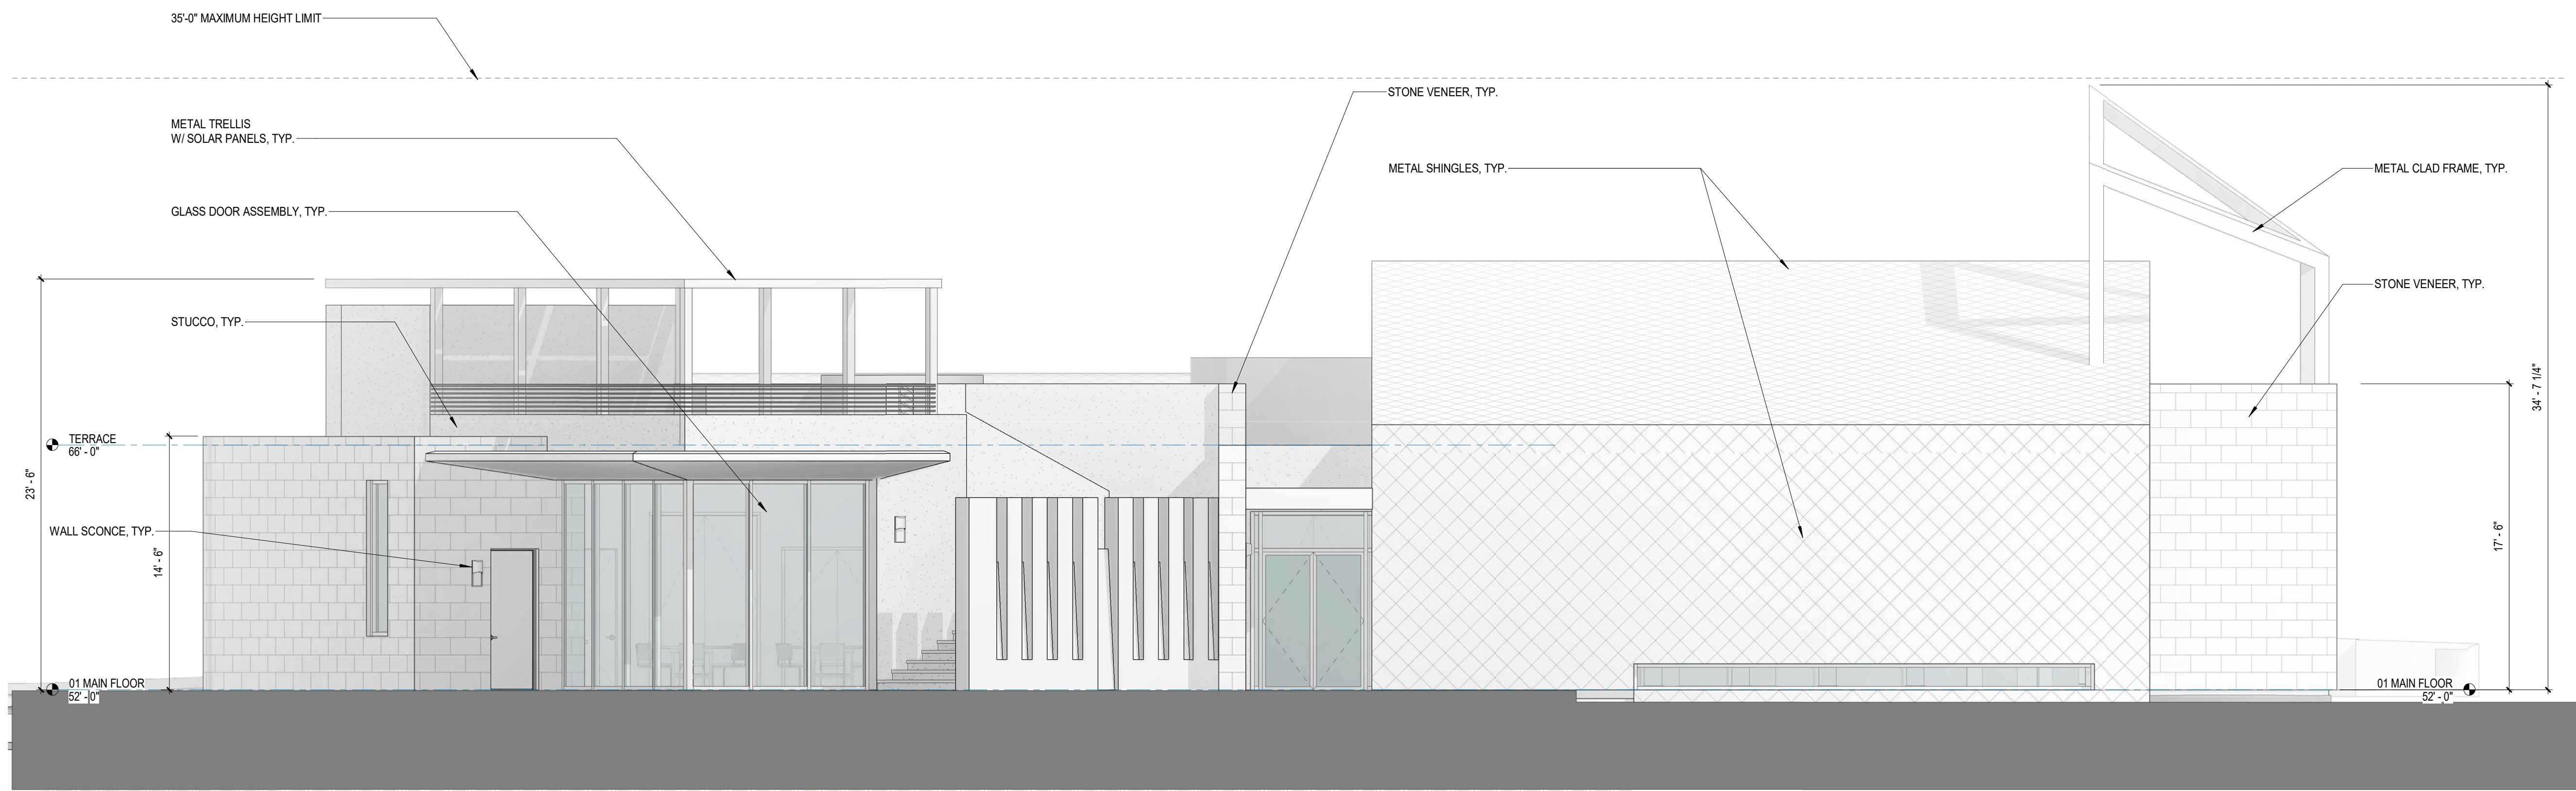 35'-0" MAXIMUM HEIGHT LIMIT
STONE VENEER, TYP.
METAL TRELLIS
W/ SOLAR PANELS, TYP.
METAL SHINGLES, TYP.
METAL CLAD FRAME, TYP.
GLASS DOOR ASSEMBLY, TYP.
STONE VENEER, TYP.
STUCCO, TYP.
34' - 7 1/4"
TERRACE
66' - 0"
23' - 6"
WALL SCONCE, TYP.
14' - 6"
17' - 6"
01 MAIN FLOOR
52' - 0"
01 MAIN FLOOR
52' - 0"